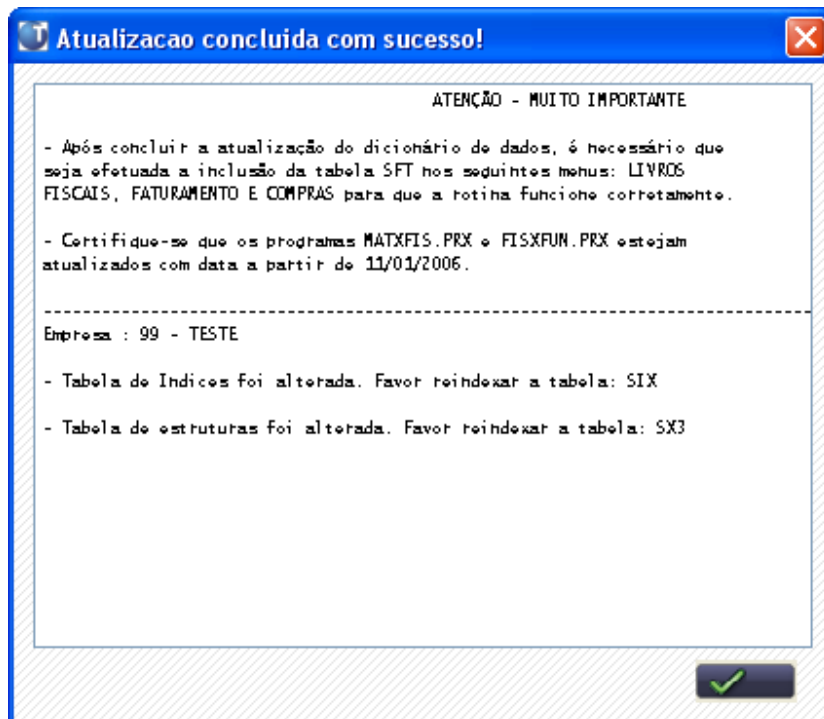 Atualizacao concluida com sucesso!
ATENÇÃO - MUITO IMPORTANTE
- Após concluir a atualização do dicionário de dados, é necessário que
seja efetuada a inclusão da tabela SFT nos seguintes menus: LIVROS
FISCAIS, FATURAMENTO E COMPRAS para que a rotina funcione corretamente.
- Certifique-se que os programas MATXFIS.PRX e FISXFUN.PRX estejam
atualizados com data a partir de 11/01/2006.
--------------------------------------------------------------------------------
Empresa : 99 - TESTE
- Tabela de Indices foi alterada. Favor reindexar a tabela: SIX
- Tabela de estruturas foi alterada. Favor reindexar a tabela: SX3